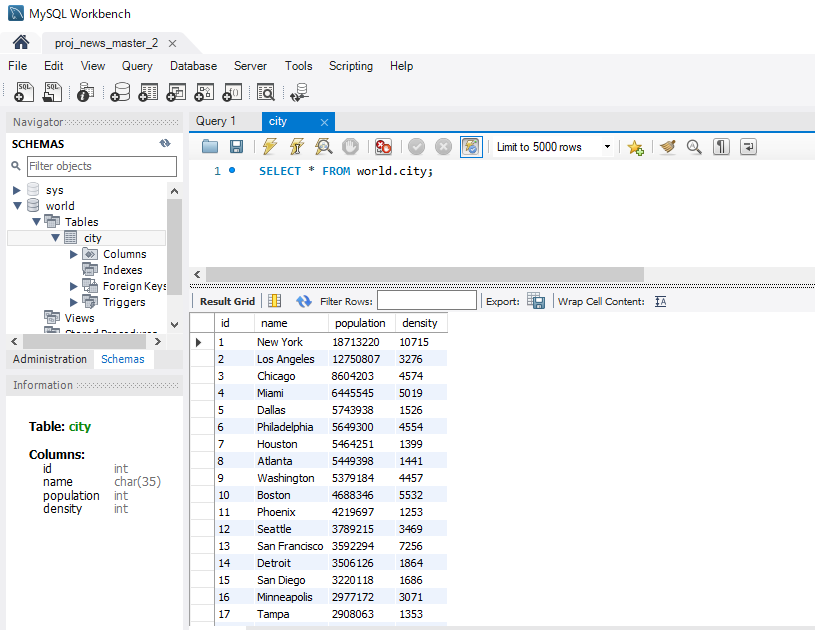 MySQL Workbench
proj_news_master_2
File Edit View Query Database Server Tools Scripting Help
SQL SQL
Navigator
SCHEMAS
Filter objects
sys
world
Tables
city
Columns
Indexes
Foreign Keys
Triggers
Views
Stored Procedures
Administration Schemas
Information
Table: city
Columns:
id int
name char(35)
population int
density int
Query 1 city
Limit to 5000 rows
1 SELECT * FROM world.city;
Result Grid Filter Rows: Export: Wrap Cell Content: IA
id name population density
1 New York 18713220 10715
2 Los Angeles 12750807 3276
3 Chicago 8604203 4574
4 Miami 6445545 5019
5 Dallas 5743938 1526
6 Philadelphia 5649300 4554
7 Houston 5464251 1399
8 Atlanta 5449398 1441
9 Washington 5379184 4457
10 Boston 4688346 5532
11 Phoenix 4219697 1253
12 Seattle 3789215 3469
13 San Francisco 3592294 7256
14 Detroit 3506126 1864
15 San Diego 3220118 1686
16 Minneapolis 2977172 3071
17 Tampa 2908063 1353